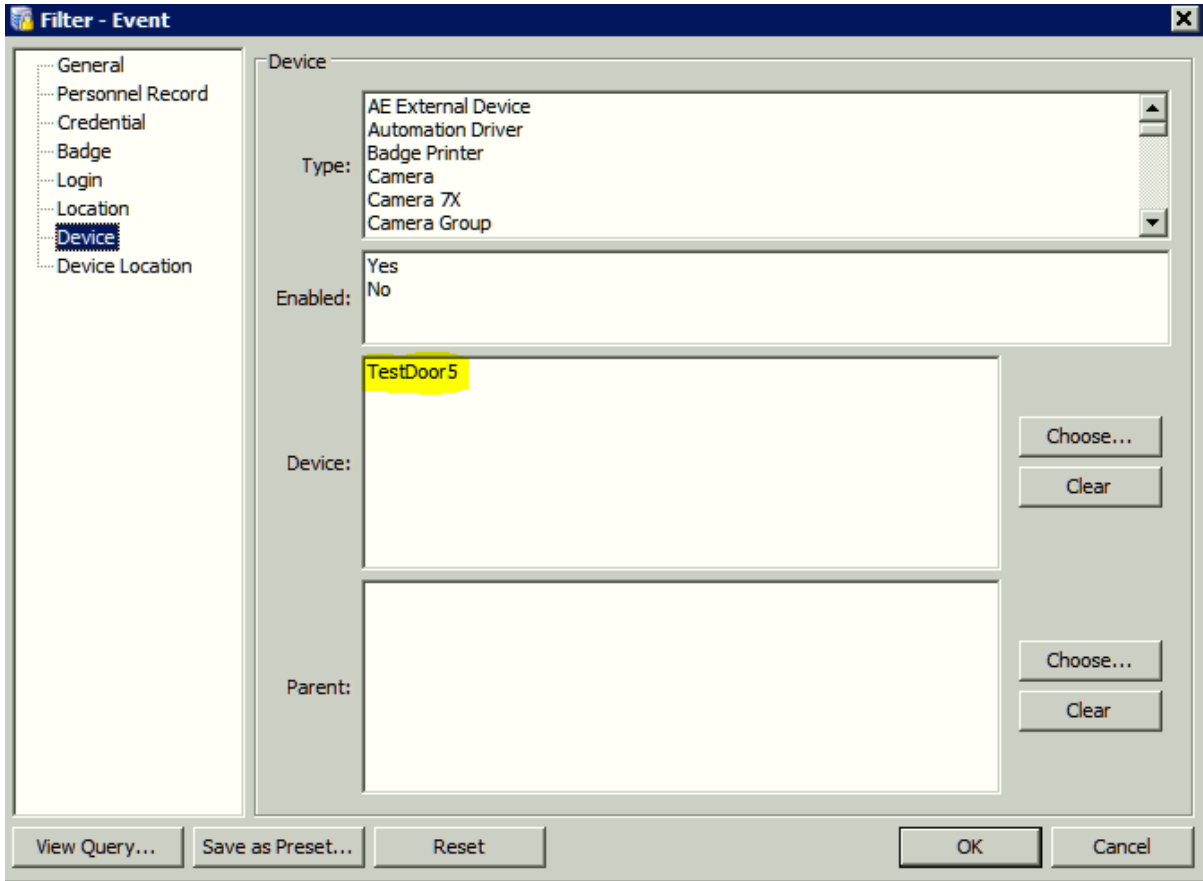 Filter - Event
General
Personnel Record
Credential
Badge
Login
Location
Device
Device Location
Device
Type:
AE External Device
Automation Driver
Badge Printer
Camera
Camera 7X
Camera Group
Enabled:
Yes
No
Device:
TestDoor5
Choose...
Clear
Parent:
Choose...
Clear
View Query...
Save as Preset...
Reset
OK
Cancel